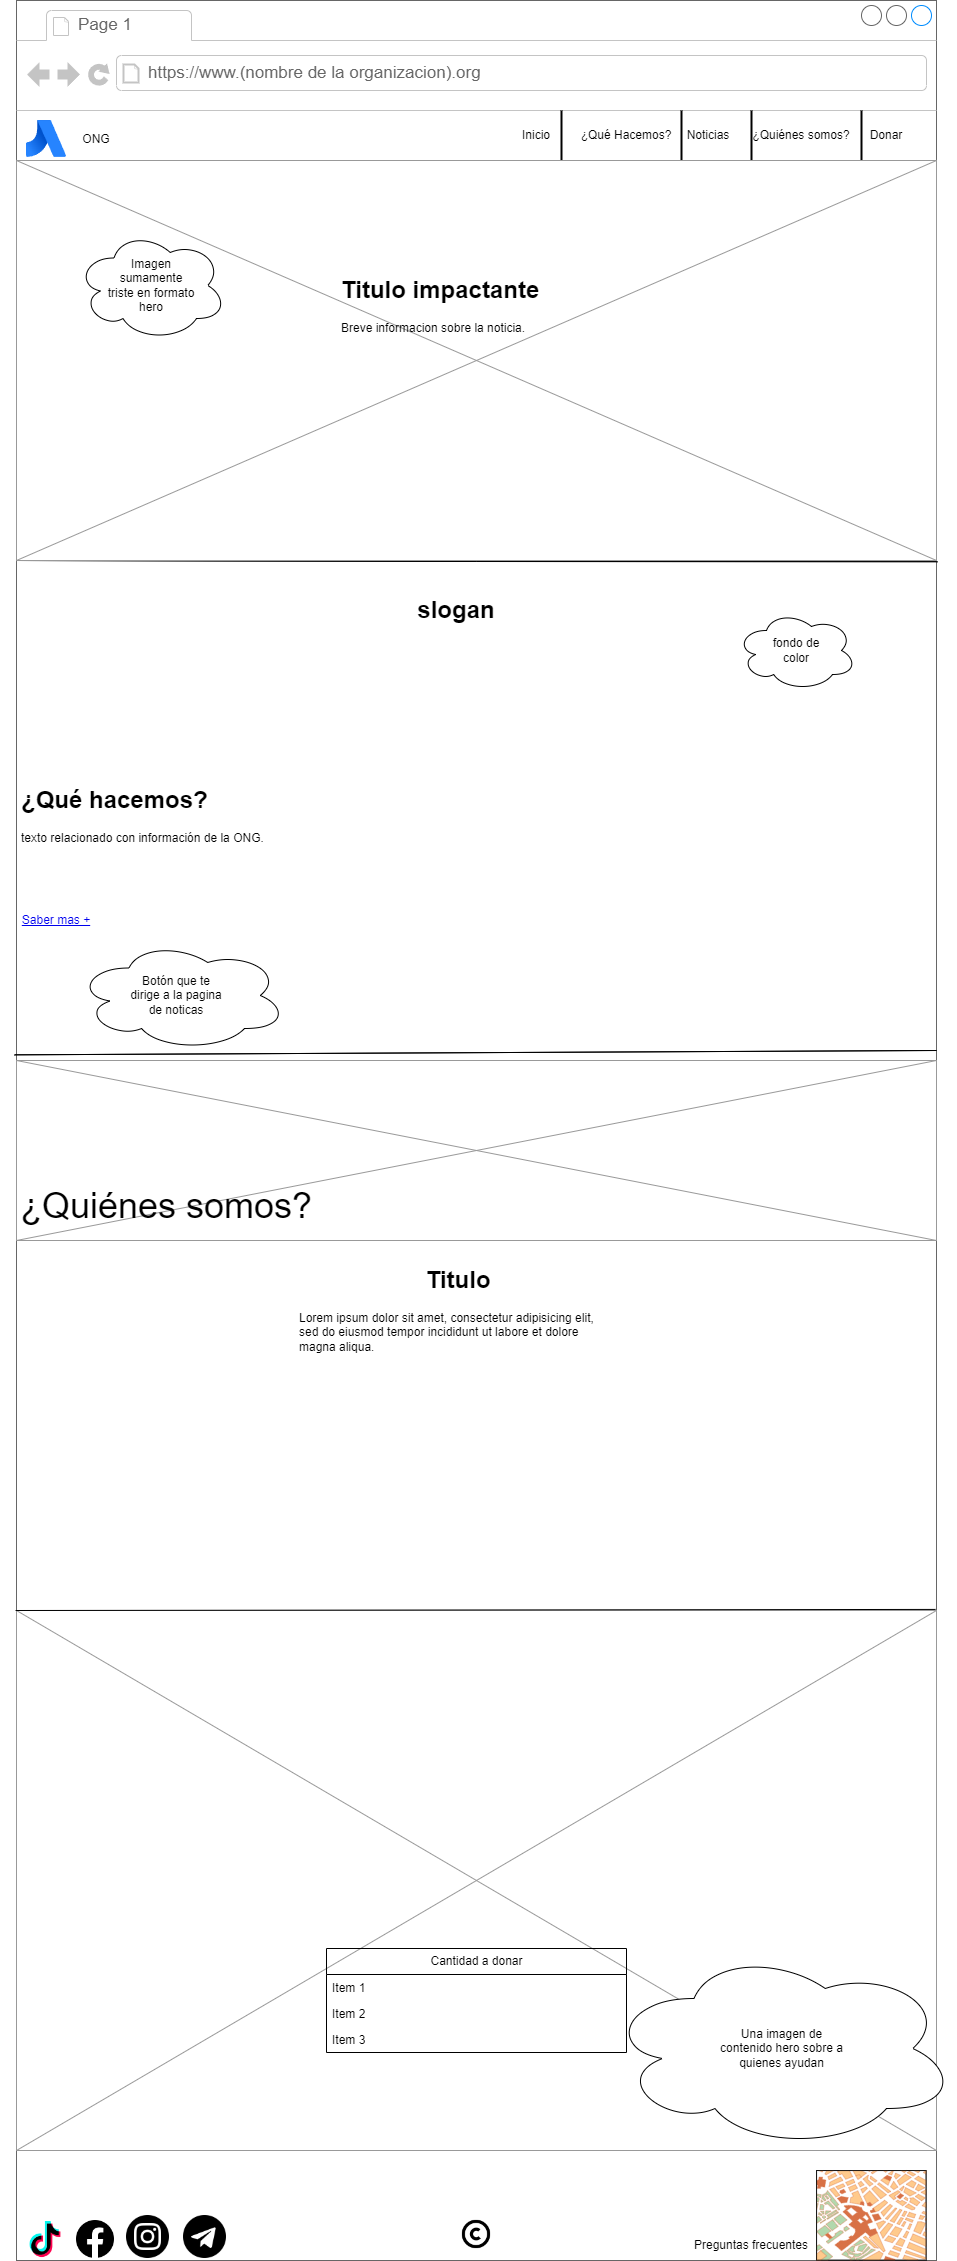 Page 1
https://www.(nombre de la organizacion).org
ONG
Inicio
¿Qué Hacemos?
Noticias
¿Quiénes somos?
Donar
Imagen
sumamente
triste en formato
hero
Titulo impactante
Breve informacion sobre la noticia.
slogan
fondo de
color
¿Qué hacemos?
texto relacionado con información de la ONG.
Saber mas +
Botón que te
dirige a la pagina
de noticas
¿Quiénes somos?
Titulo
Lorem ipsum dolor sit amet, consectetur adipisicing elit,
sed do eiusmod tempor incididunt ut labore et dolore
magna aliqua.
Cantidad a donar
Item 1
Item 2
Item 3
Una imagen de
contenido hero sobre a
quienes ayudan
©
Preguntas frecuentes